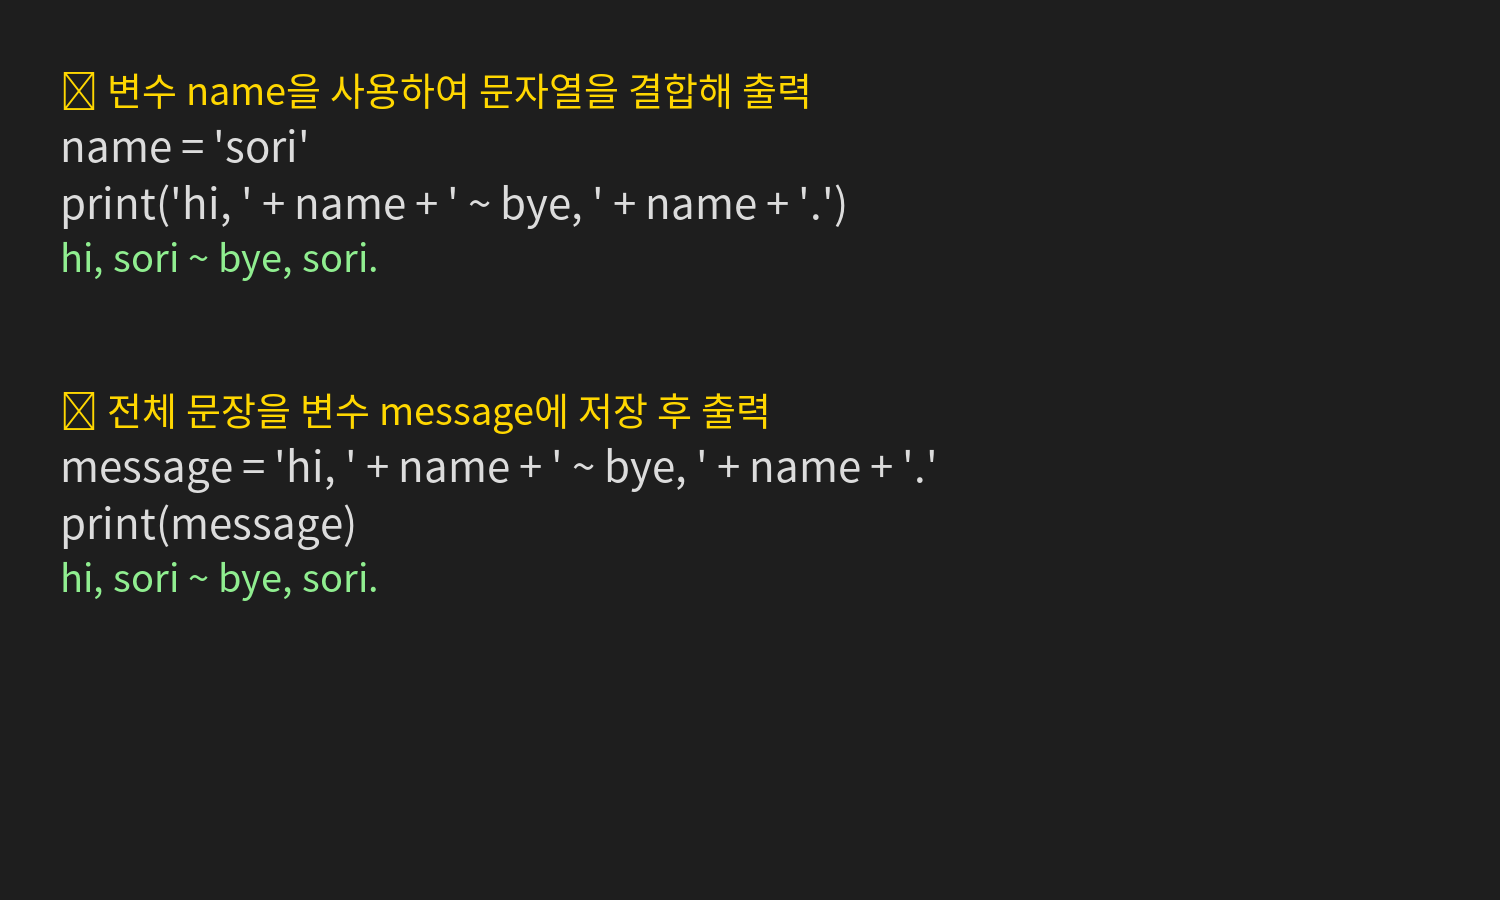 변수 name을 사용하여 문자열을 결합해 출력
name = 'sori'
print('hi, ' + name + ' ~ bye, ' + name + '.')
hi, sori ~ bye, sori.
전체 문장을 변수 message에 저장 후 출력
message = 'hi, ' + name + ' ~ bye, ' + name + '.'
print(message)
hi, sori ~ bye, sori.